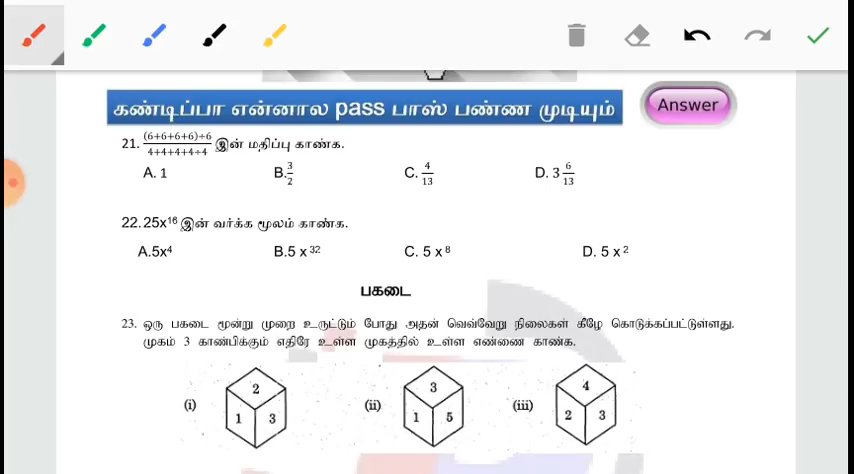 கண்டிப்பா என்னால pass பாஸ் பண்ண முடியும்
Answer
21. (6+6+6+6)÷6 / 4+4+4+4÷4 இன் மதிப்பு காண்க.
A. 1 B. 3/2 C. 4/13 D. 3 6/13
22. 25x¹⁶ இன் வர்க்க மூலம் காண்க.
A.5x⁴ B.5 x ³² C. 5 x ⁸ D. 5 x ²
பகடை
23. ஒரு பகடை மூன்று முறை உருட்டும் போது அதன் வெவ்வேறு நிலைகள் கீழே கொடுக்கப்பட்டுள்ளது.
முகம் 3 காண்பிக்கும் எதிரே உள்ள முகத்தில் உள்ள எண்ணை காண்க.
(i) 2 1 3 (ii) 3 1 5 (iii) 4 2 3